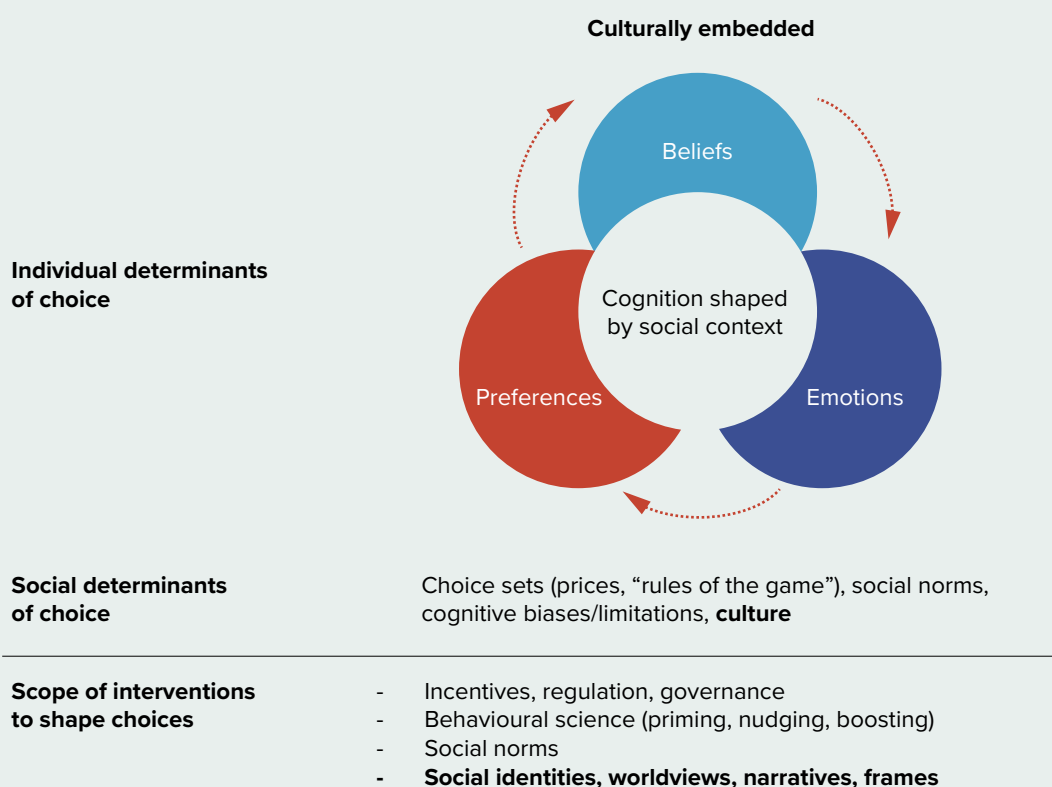 Culturally embedded
Beliefs
Individual determinants
of choice
Cognition shaped
by social context
Preferences
Emotions
Social determinants
of choice
Choice sets (prices, “rules of the game”), social norms,
cognitive biases/limitations, culture
Scope of interventions
to shape choices
- Incentives, regulation, governance
- Behavioural science (priming, nudging, boosting)
- Social norms
- Social identities, worldviews, narratives, frames